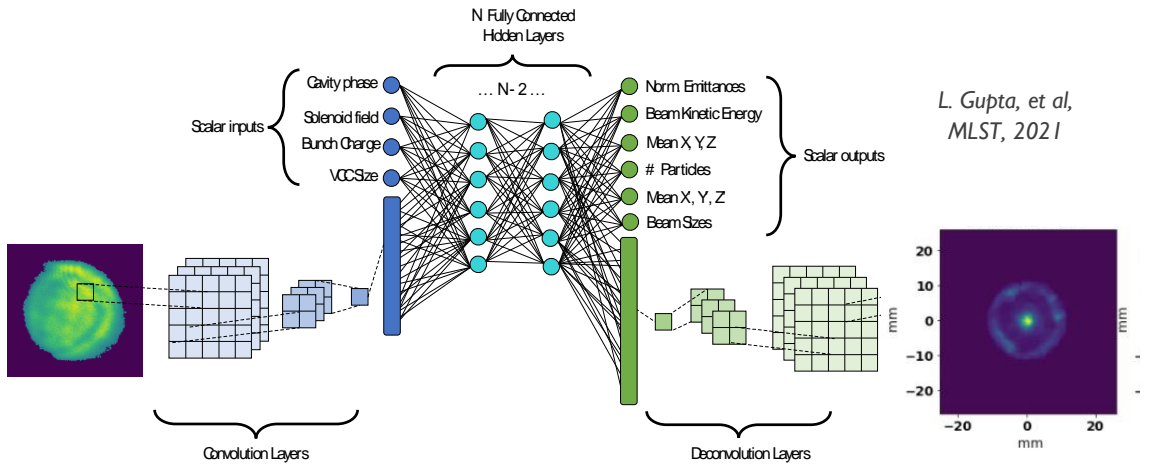 N Fully Connected
Hidden Layers
… N- 2 …
Scalar inputs
Cavity phase
Solenoid field
Bunch Charge
VCC Size
Norm. Emittances
Beam Kinetic Energy
Mean X, Y, Z
# Particles
Mean X, Y, Z
Beam Sizes
Scalar outputs
L. Gupta, et al,
MLST, 2021
Convolution Layers
Deconvolution Layers
mm
20
10
0
−10
−20
−20 0 20
mm
mm